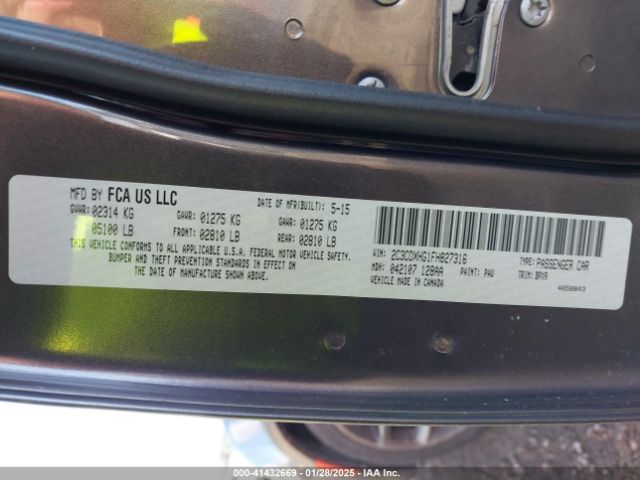 MFD BY FCA US LLC DATE OF MFR(BUILT): 5-15
GVWR: 02314 KG GAWR: 01275 KG GAWR: 01275 KG
05100 LB FRONT: 02810 LB REAR: 02810 LB
THIS VEHICLE CONFORMS TO ALL APPLICABLE U.S.A. FEDERAL MOTOR VEHICLE SAFETY,
BUMPER AND THEFT PREVENTION STANDARDS IN EFFECT ON
THE DATE OF MANUFACTURE SHOWN ABOVE.
VIN: 2C3CDXHG1FH827316 TYPE: PASSENGER CAR
MDH: 042107 128AA PAINT: PAU TRIM: BPX9
VEHICLE MADE IN CANADA 4658843
000-41432669 - 01/28/2025 - IAA Inc.